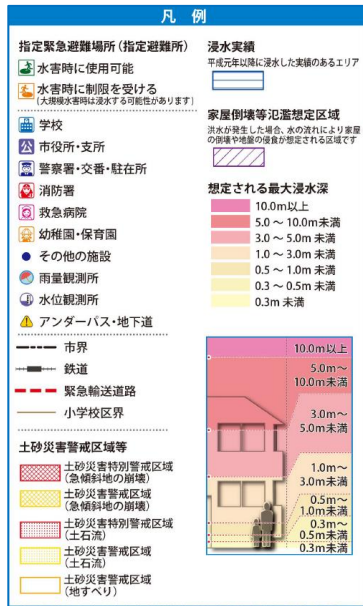 凡 例
指定緊急避難場所(指定避難所)
水害時に使用可能
水害時に制限を受ける
(大規模水害時は浸水する可能性があります)
学校
公 市役所・支所
警察署・交番・駐在所
消防署
救急病院
幼稚園・保育園
その他の施設
雨量観測所
水位観測所
アンダーパス・地下道
市界
鉄道
緊急輸送道路
小学校区界
土砂災害警戒区域等
土砂災害特別警戒区域
(急傾斜地の崩壊)
土砂災害警戒区域
(急傾斜地の崩壊)
土砂災害特別警戒区域
(土石流)
土砂災害警戒区域
(土石流)
土砂災害警戒区域
(地すべり)
浸水実績
平成元年以降に浸水した実績のあるエリア
家屋倒壊等氾濫想定区域
洪水が発生した場合、水の流れにより家屋
の倒壊や地盤の侵食が想定される区域です
想定される最大浸水深
10.0m以上
5.0 〜 10.0m未満
3.0 〜 5.0m 未満
1.0 〜 3.0m 未満
0.5 〜 1.0m 未満
0.3 〜 0.5m 未満
0.3m 未満
10.0m以上
5.0m〜
10.0m未満
3.0m〜
5.0m未満
1.0m〜
3.0m未満
0.5m〜
1.0m未満
0.3m〜
0.5m未満
0.3m未満